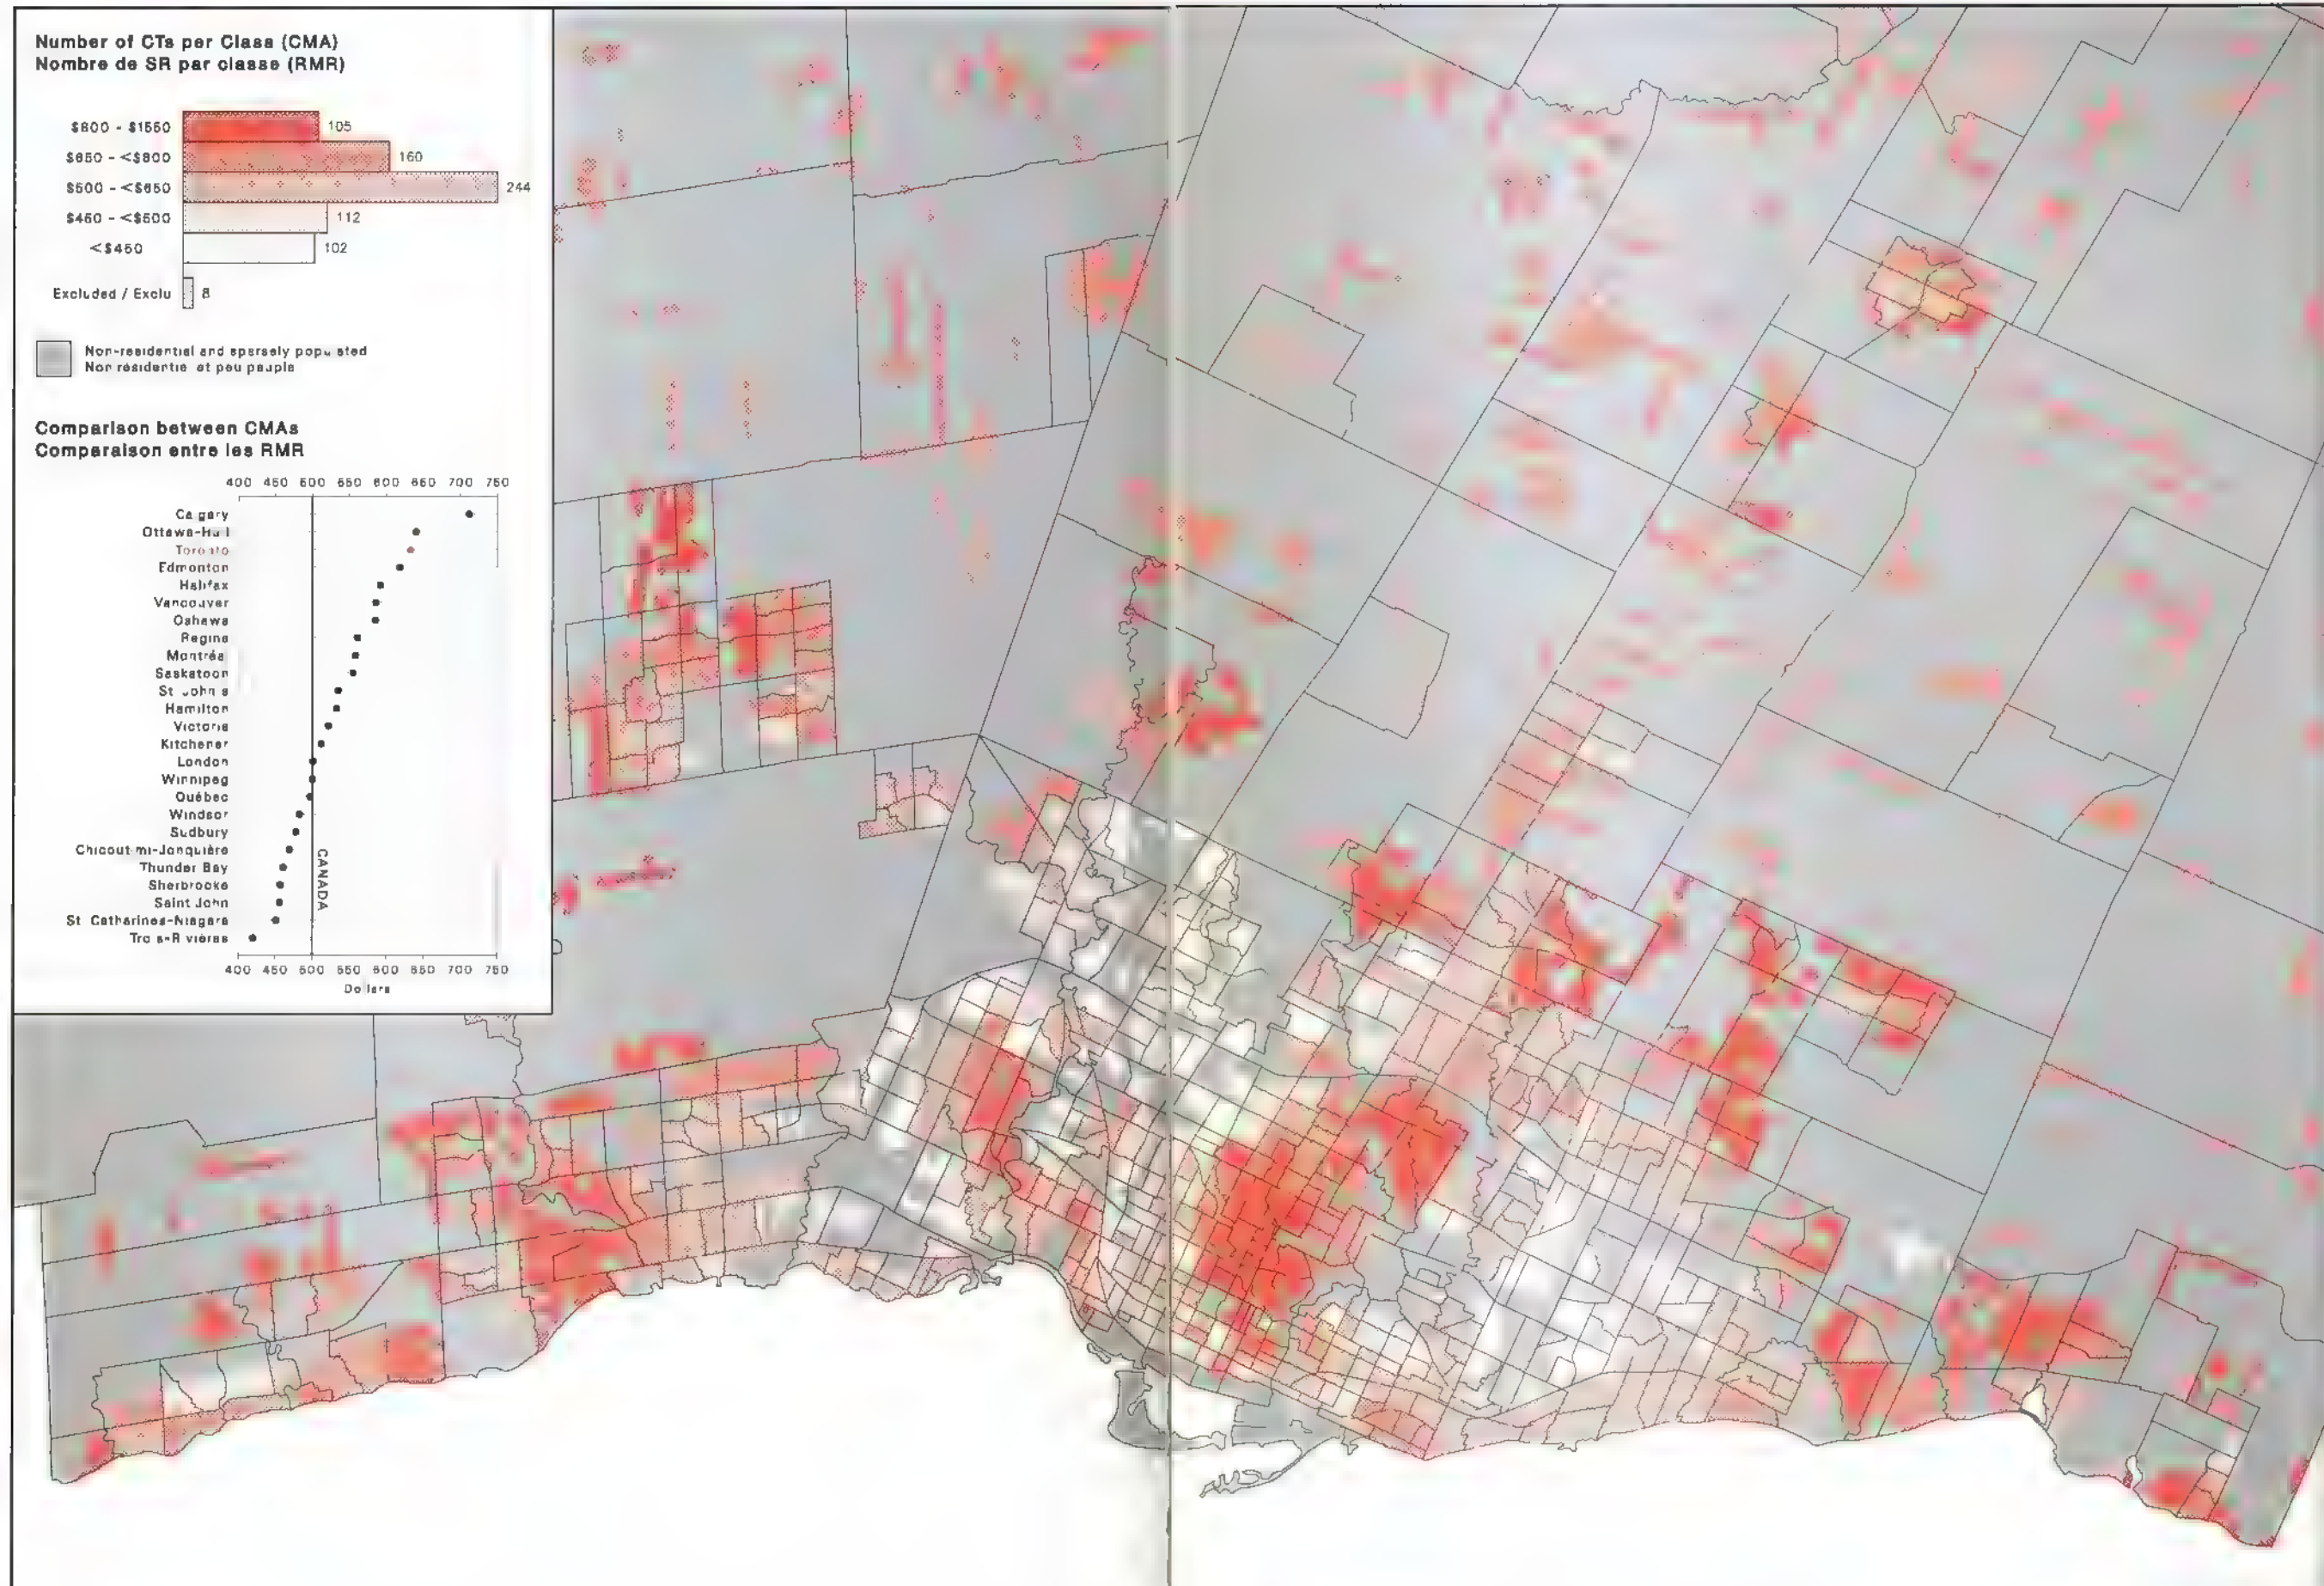 Number of CTs per Class (CMA)
Nombre de SR par classe (RMR)
$800 - $1550 105
$650 - <$800 160
$500 - <$650 244
$450 - <$500 112
<$450 102
Excluded / Exclu 8
Non-residential and sparsely populated
Non résidentiel et peu peuplé
Comparison between CMAs
Comparaison entre les RMR
400 450 500 550 600 650 700 750
Calgary
Ottawa-Hull
Toronto
Edmonton
Halifax
Vancouver
Oshawa
Regina
Montréal
Saskatoon
St. John's
Hamilton
Victoria
Kitchener
London
Winnipeg
Québec
Windsor
Sudbury
Chicoutimi-Jonquière
Thunder Bay
Sherbrooke
Saint John
St. Catharines-Niagara
Trois-Rivières
CANADA
400 450 500 550 600 650 700 750
Dollars